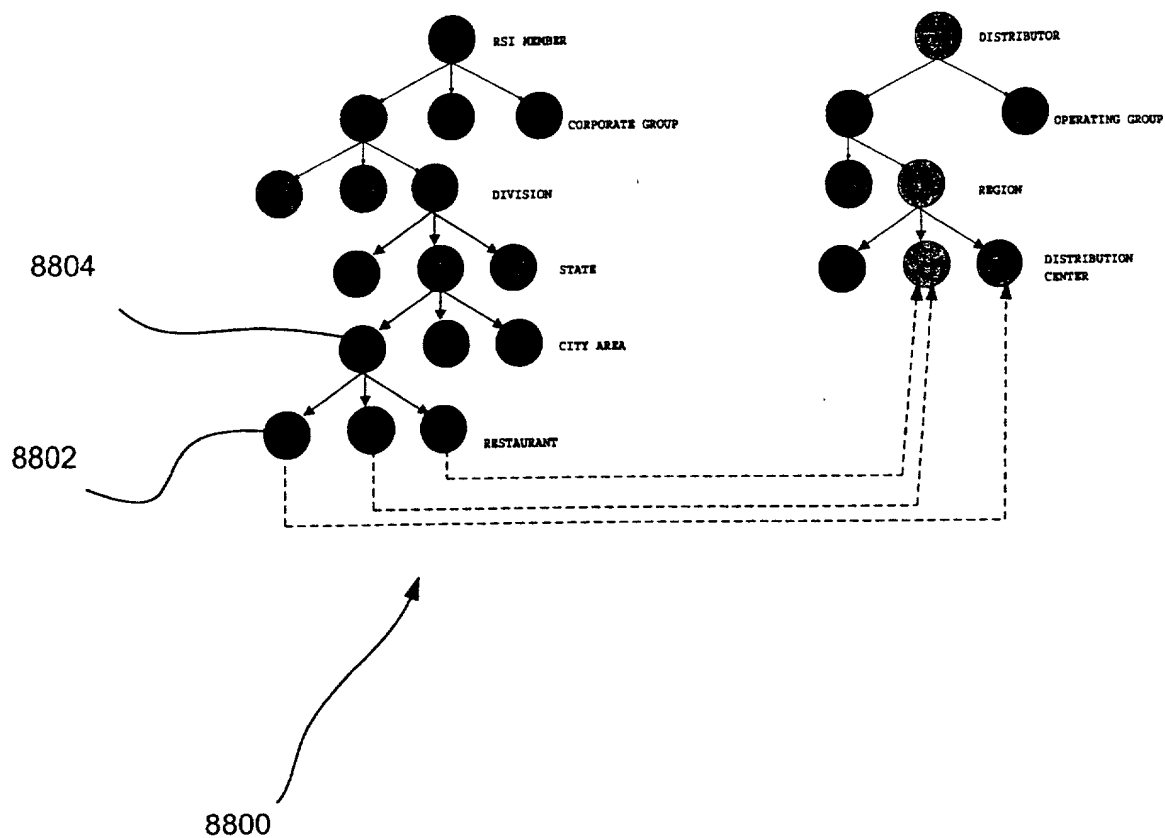 RSI MEMBER
DISTRIBUTOR
CORPORATE GROUP
OPERATING GROUP
DIVISION
REGION
8804
STATE
DISTRIBUTION
CENTER
CITY AREA
8802
RESTAURANT
8800